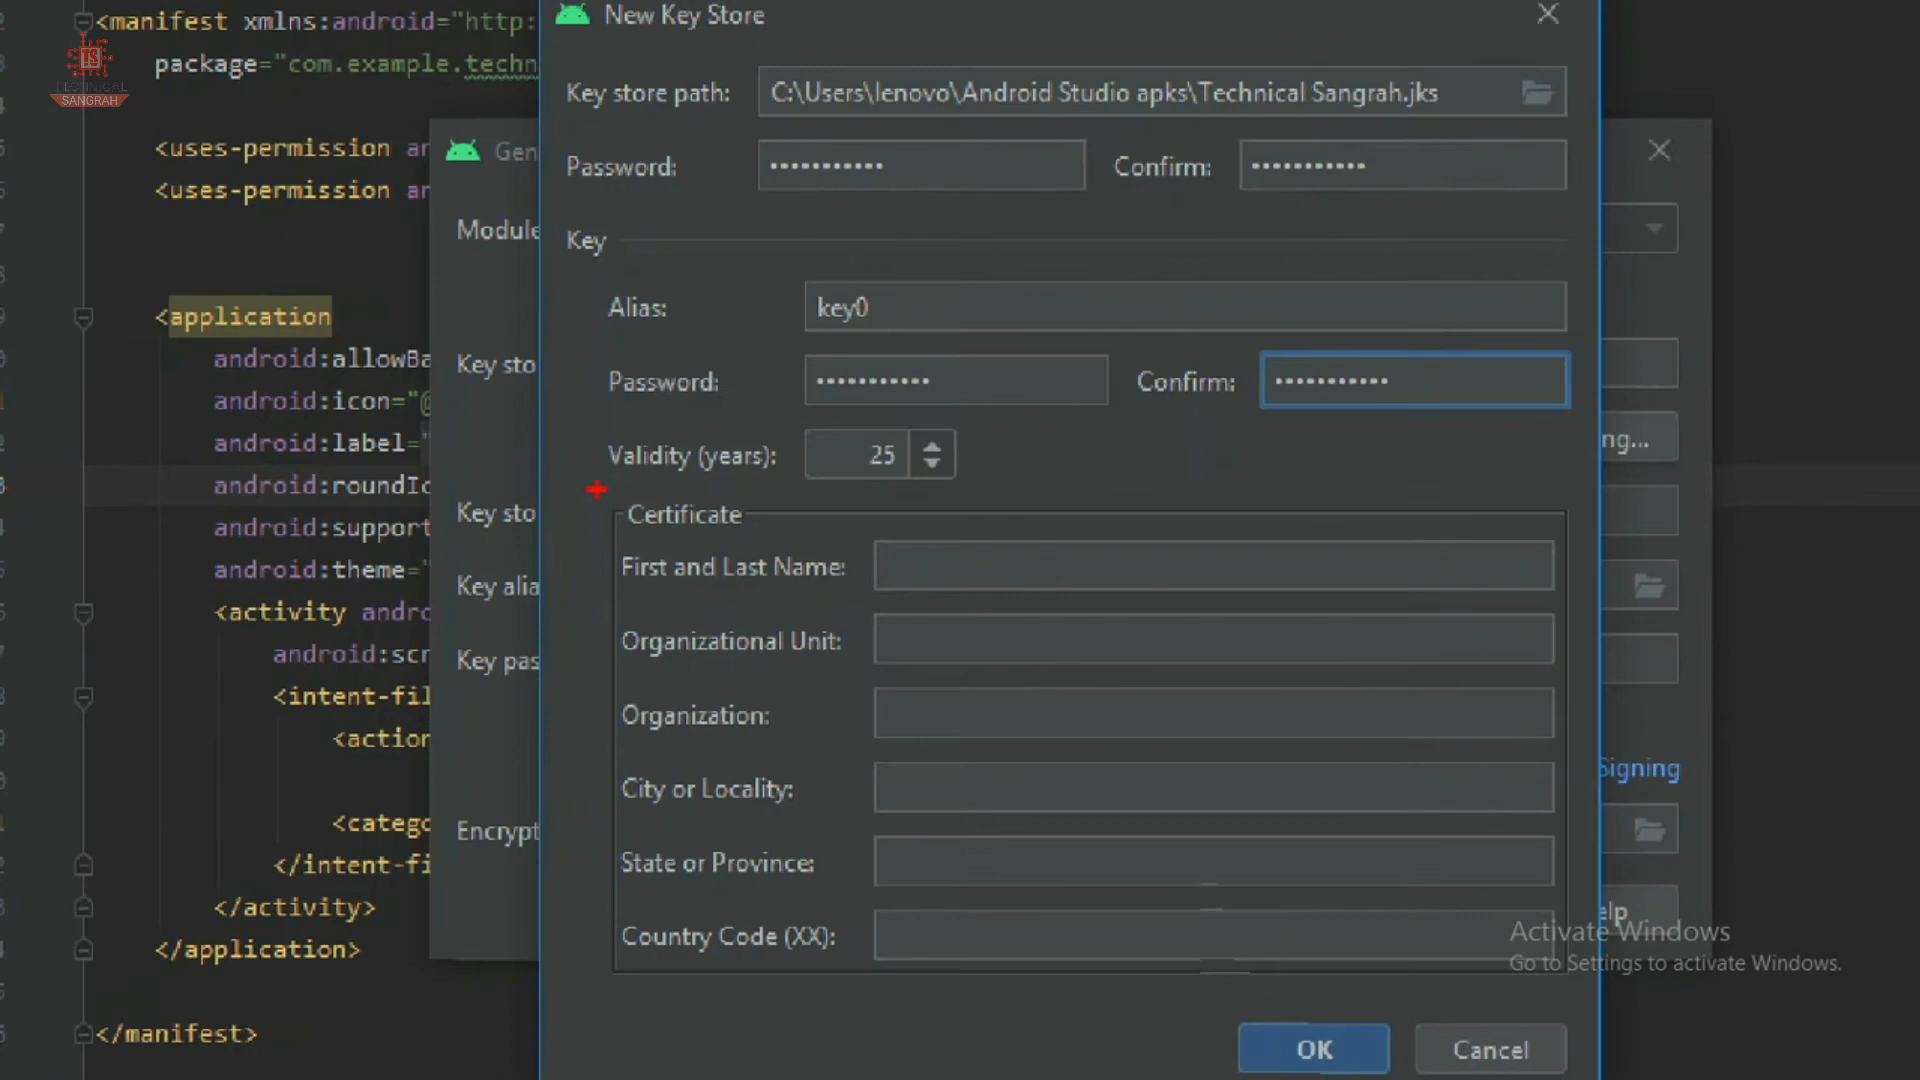 <manifest xmlns:android="http:
package="com.example.techn
<uses-permission an
<uses-permission an
<application
android:allowBa
android:icon="@
android:label="
android:roundIc
android:support
android:theme="
<activity andro
android:scr
<intent-fil
<action
<catego
</intent-fi
</activity>
</application>
</manifest>
TS
TECHNICAL
SANGRAH
Gen
Module
Key sto
Key sto
Key alia
Key pas
Encrypt
New Key Store
Key store path: C:\Users\lenovo\Android Studio apks\Technical Sangrah.jks
Password: ••••••••••• Confirm: •••••••••••
Key
Alias: key0
Password: ••••••••••• Confirm: •••••••••••
Validity (years): 25
Certificate
First and Last Name:
Organizational Unit:
Organization:
City or Locality:
State or Province:
Country Code (XX):
OK Cancel
ng...
Signing
elp
Activate Windows
Go to Settings to activate Windows.